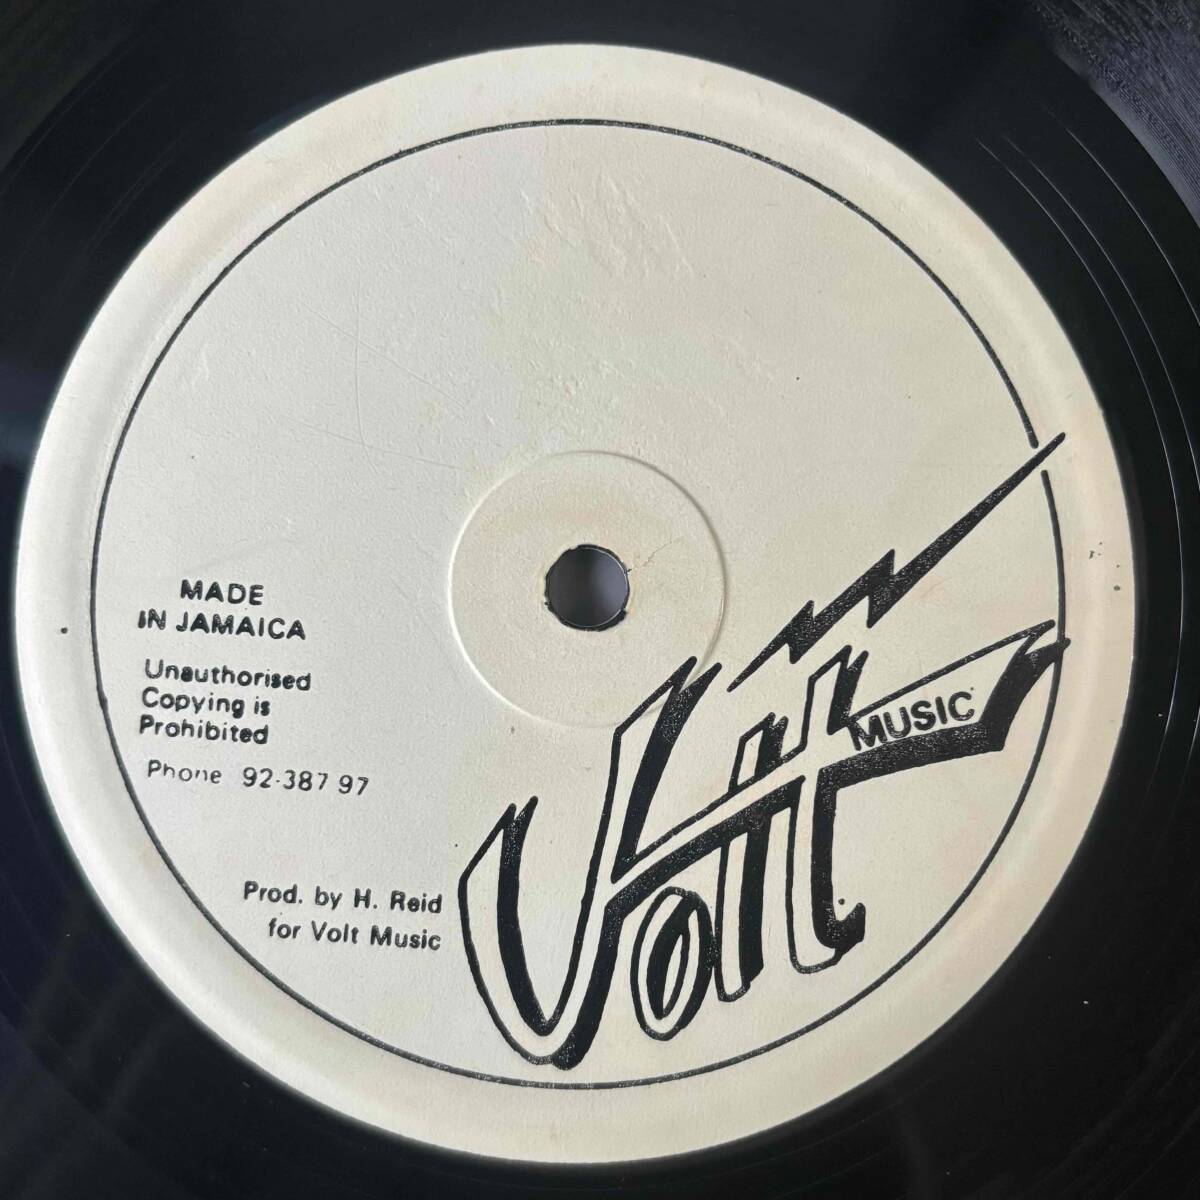 MADE
IN JAMAICA
Unauthorised
Copying is
Prohibited
Phone 92-387 97
Prod. by H. Reid
for Volt Music
Volt
MUSIC